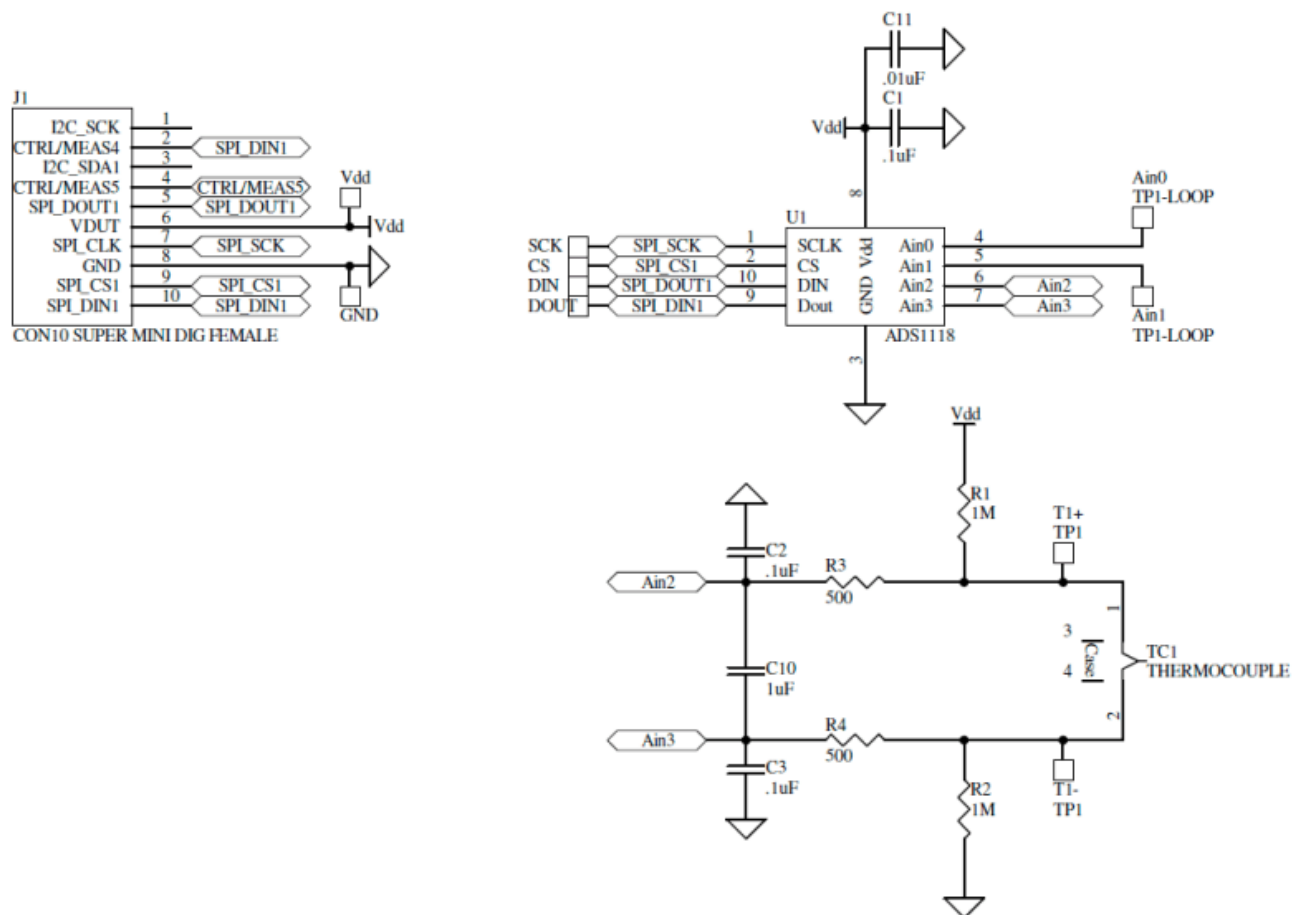 J1
I2C_SCK 1
CTRL/MEAS4 2 SPI_DIN1
I2C_SDA1 3
CTRL/MEAS5 4 CTRL/MEAS5
SPI_DOUT1 5 SPI_DOUT1
VDUT 6 Vdd
Vdd
SPI_CLK 7 SPI_SCK
GND 8
SPI_CS1 9 SPI_CS1
SPI_DIN1 10 SPI_DIN1
GND
CON10 SUPER MINI DIG FEMALE
C11
.01uF
C1
Vdd
.1uF
8
U1
SCK SPI_SCK 1 SCLK
CS SPI_CS1 2 CS
DIN SPI_DOUT1 10 DIN
DOUT SPI_DIN1 9 Dout
Vdd
GND
Ain0 4
Ain1 5
Ain2 6 Ain2
Ain3 7 Ain3
ADS1118
3
Ain0
TP1-LOOP
Ain1
TP1-LOOP
Vdd
R1
1M
T1+
TP1
C2
.1uF
R3
500
Ain2
1
3
Case
4
TC1
THERMOCOUPLE
C10
1uF
2
Ain3
R4
500
C3
.1uF
R2
1M
T1-
TP1